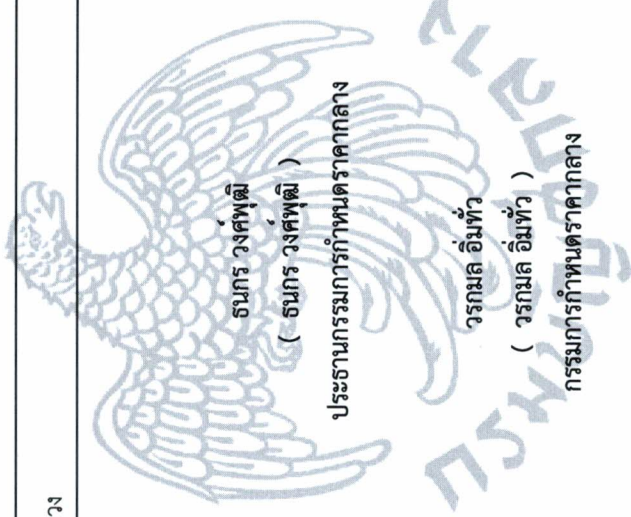 วง
ธนกร วงศ์พุฒิ
( ธนกร วงศ์พุฒิ )
ประธานกรรมการกำหนดราคากลาง
วรกมล อิ่มทั่ว
( วรกมล อิ่มทั่ว )
กรรมการกำหนดราคากลาง